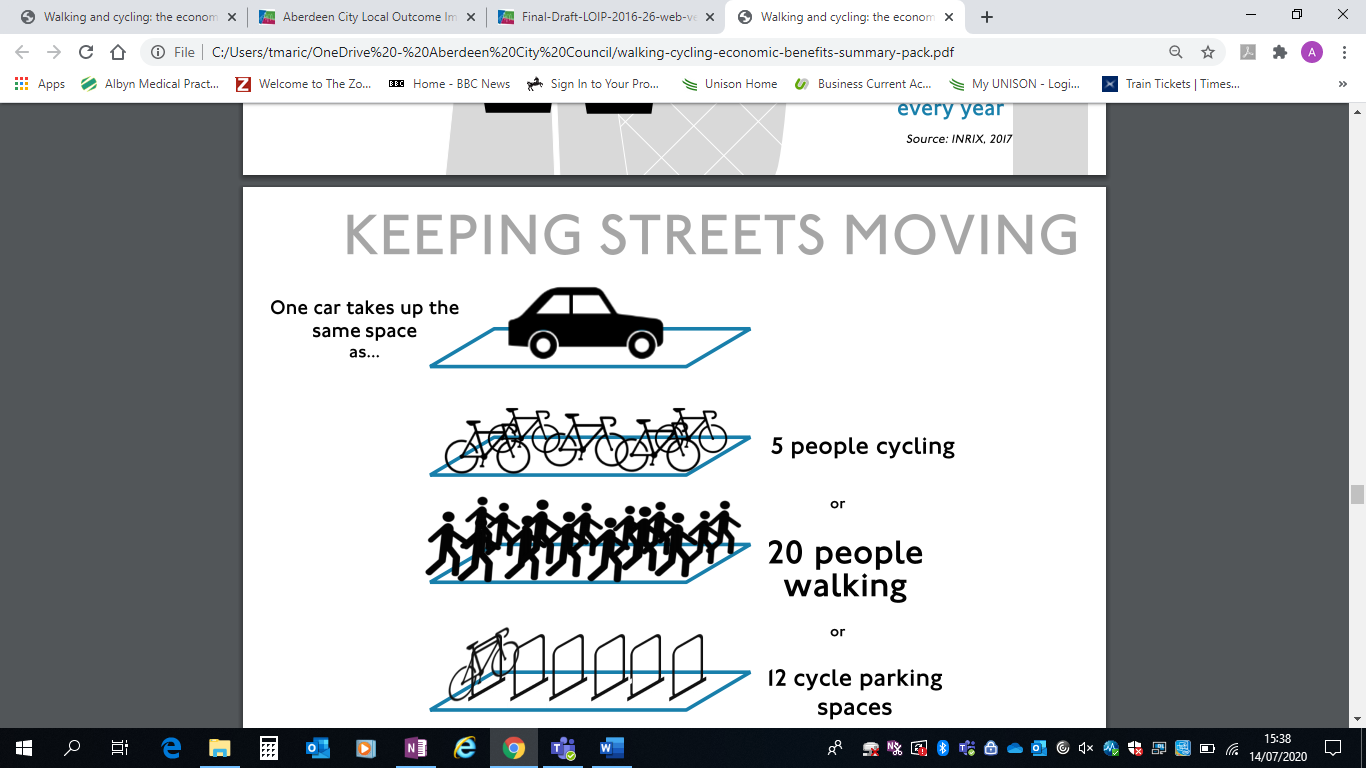 Walking and cycling: the econom
Aberdeen City Local Outcome Im
Final-Draft-LOIP-2016-26-web-ve
Walking and cycling: the econom
File
C:/Users/tmaric/OneDrive%20-%20Aberdeen%20City%20Council/walking-cycling-economic-benefits-summary-pack.pdf
A
Apps
Albyn Medical Pract...
Welcome to The Zo...
BBC
Home - BBC News
Sign In to Your Pro...
Unison Home
Business Current Ac...
My UNISON - Logi...
Train Tickets | Times...
»
every year
Source: INRIX, 2017
KEEPING STREETS MOVING
One car takes up the
same space
as...
5 people cycling
or
20 people
walking
or
12 cycle parking
spaces
15:38
14/07/2020